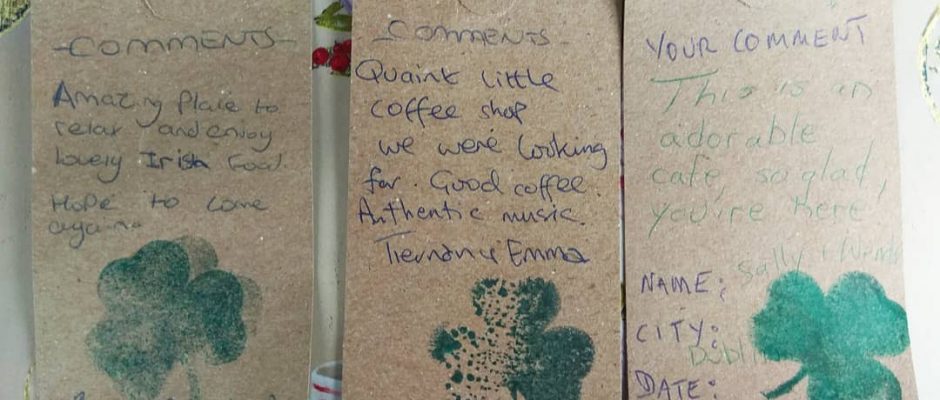 -COMMENTS-
Amazing Place to
relax and enjoy
lovely Irish Food.
Hope to come
again
-COMMENTS-
Quaint little
coffee shop
we were looking
for. Good coffee.
Authentic music.
Tiernan & Emma
YOUR COMMENT
This is an
adorable
cafe, so glad,
you're here
Sally &
NAME:
CITY:
Dublin
DATE: